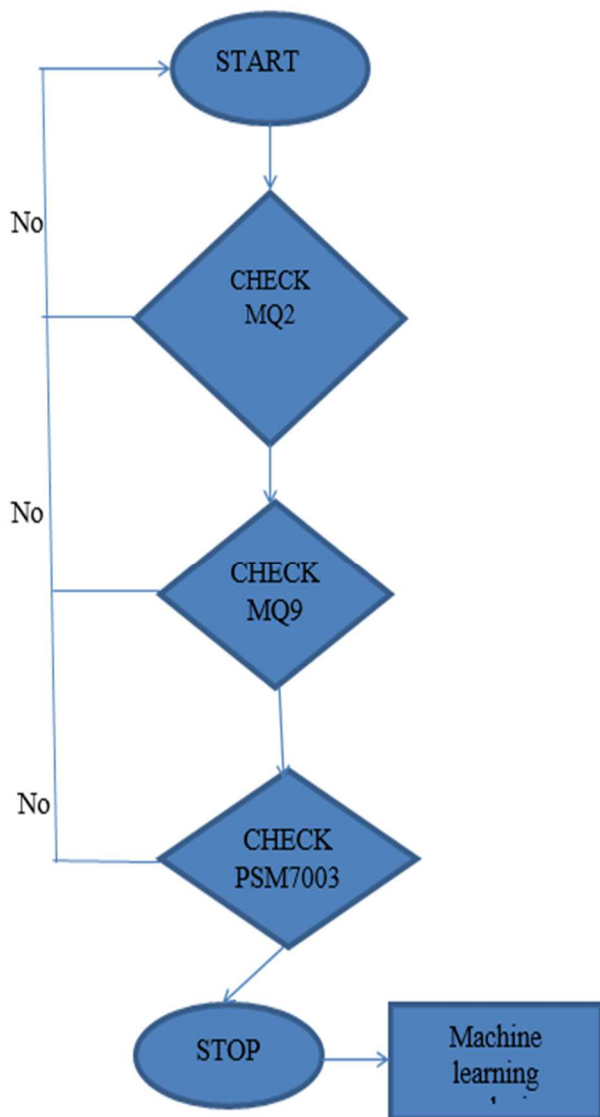 START
No
CHECK
MQ2
No
CHECK
MQ9
No
CHECK
PSM7003
STOP
Machine
learning